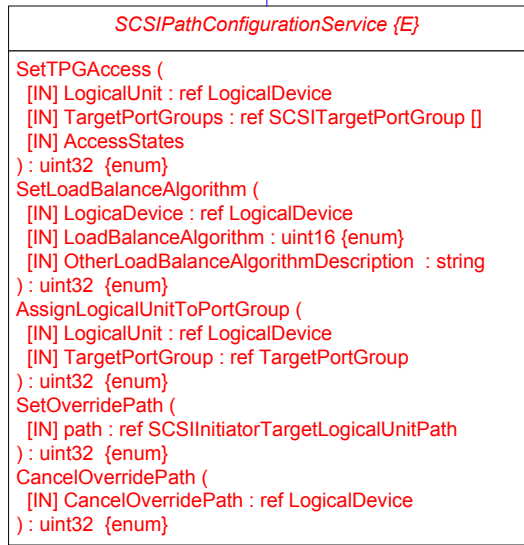 SCSIPathConfigurationService {E}
SetTPGAccess (
[IN] LogicalUnit : ref LogicalDevice
[IN] TargetPortGroups : ref SCSITargetPortGroup []
[IN] AccessStates
) : uint32 {enum}
SetLoadBalanceAlgorithm (
[IN] LogicaDevice : ref LogicalDevice
[IN] LoadBalanceAlgorithm : uint16 {enum}
[IN] OtherLoadBalanceAlgorithmDescription : string
) : uint32 {enum}
AssignLogicalUnitToPortGroup (
[IN] LogicalUnit : ref LogicalDevice
[IN] TargetPortGroup : ref TargetPortGroup
) : uint32 {enum}
SetOverridePath (
[IN] path : ref SCSIInitiatorTargetLogicalUnitPath
) : uint32 {enum}
CancelOverridePath (
[IN] CancelOverridePath : ref LogicalDevice
) : uint32 {enum}